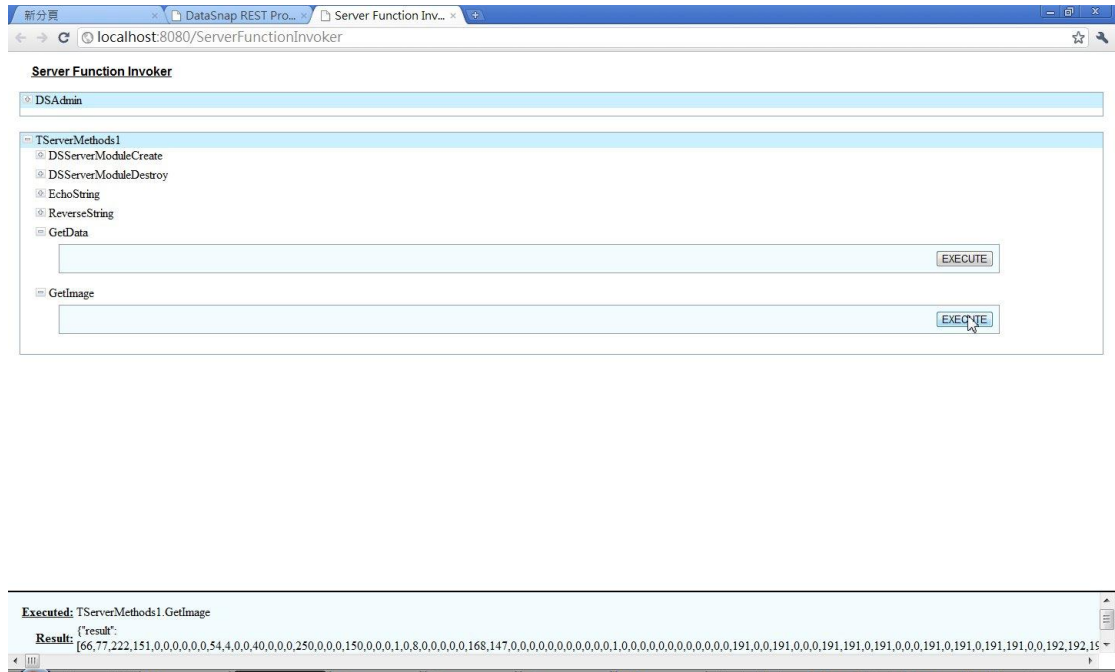 新分頁
DataSnap REST Pro...
Server Function Inv...
localhost:8080/ServerFunctionInvoker
Server Function Invoker
DSAdmin
TServerMethods1
DSServerModuleCreate
DSServerModuleDestroy
EchoString
ReverseString
GetData
EXECUTE
GetImage
EXECUTE
Executed: TServerMethods1.GetImage
Result: {"result":
[66,77,222,151,0,0,0,0,0,0,54,4,0,0,40,0,0,0,250,0,0,0,150,0,0,0,1,0,8,0,0,0,0,0,168,147,0,0,0,0,0,0,0,0,0,0,0,1,0,0,0,0,0,0,0,0,0,0,0,191,0,0,191,0,0,0,191,191,0,191,0,0,0,191,0,191,0,191,191,0,0,192,192,19